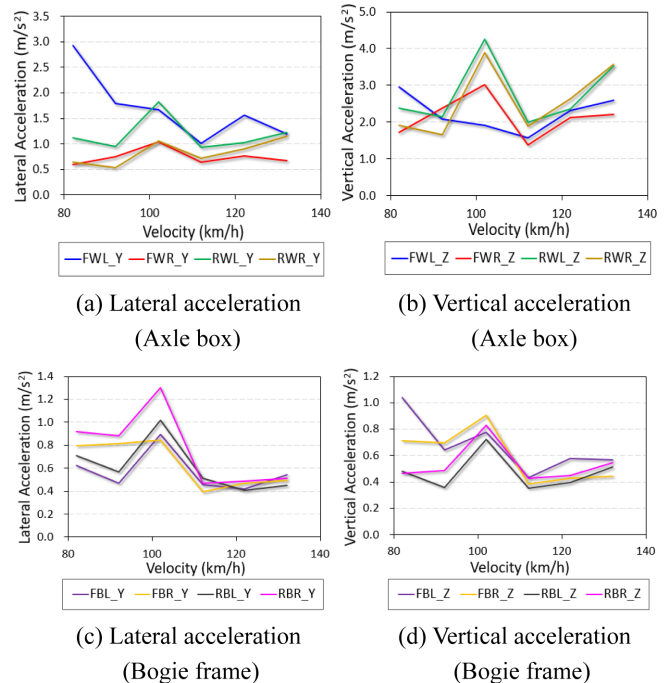 Lateral Acceleration (m/s²)
3.5
3.0
2.5
2.0
1.5
1.0
0.5
0.0
80 100 120 140
Velocity (km/h)
FWL_Y FWR_Y RWL_Y RWR_Y
(a) Lateral acceleration
(Axle box)
Vertical Acceleration (m/s²)
5.0
4.0
3.0
2.0
1.0
0.0
80 100 120 140
Velocity (km/h)
FWL_Z FWR_Z RWL_Z RWR_Z
(b) Vertical acceleration
(Axle box)
Lateral Acceleration (m/s²)
1.4
1.2
1.0
0.8
0.6
0.4
0.2
0.0
80 100 120 140
Velocity (km/h)
FBL_Y FBR_Y RBL_Y RBR_Y
(c) Lateral acceleration
(Bogie frame)
Vertical Acceleration (m/s²)
1.2
1.0
0.8
0.6
0.4
0.2
0.0
80 100 120 140
Velocity (km/h)
FBL_Z FBR_Z RBL_Z RBR_Z
(d) Vertical acceleration
(Bogie frame)